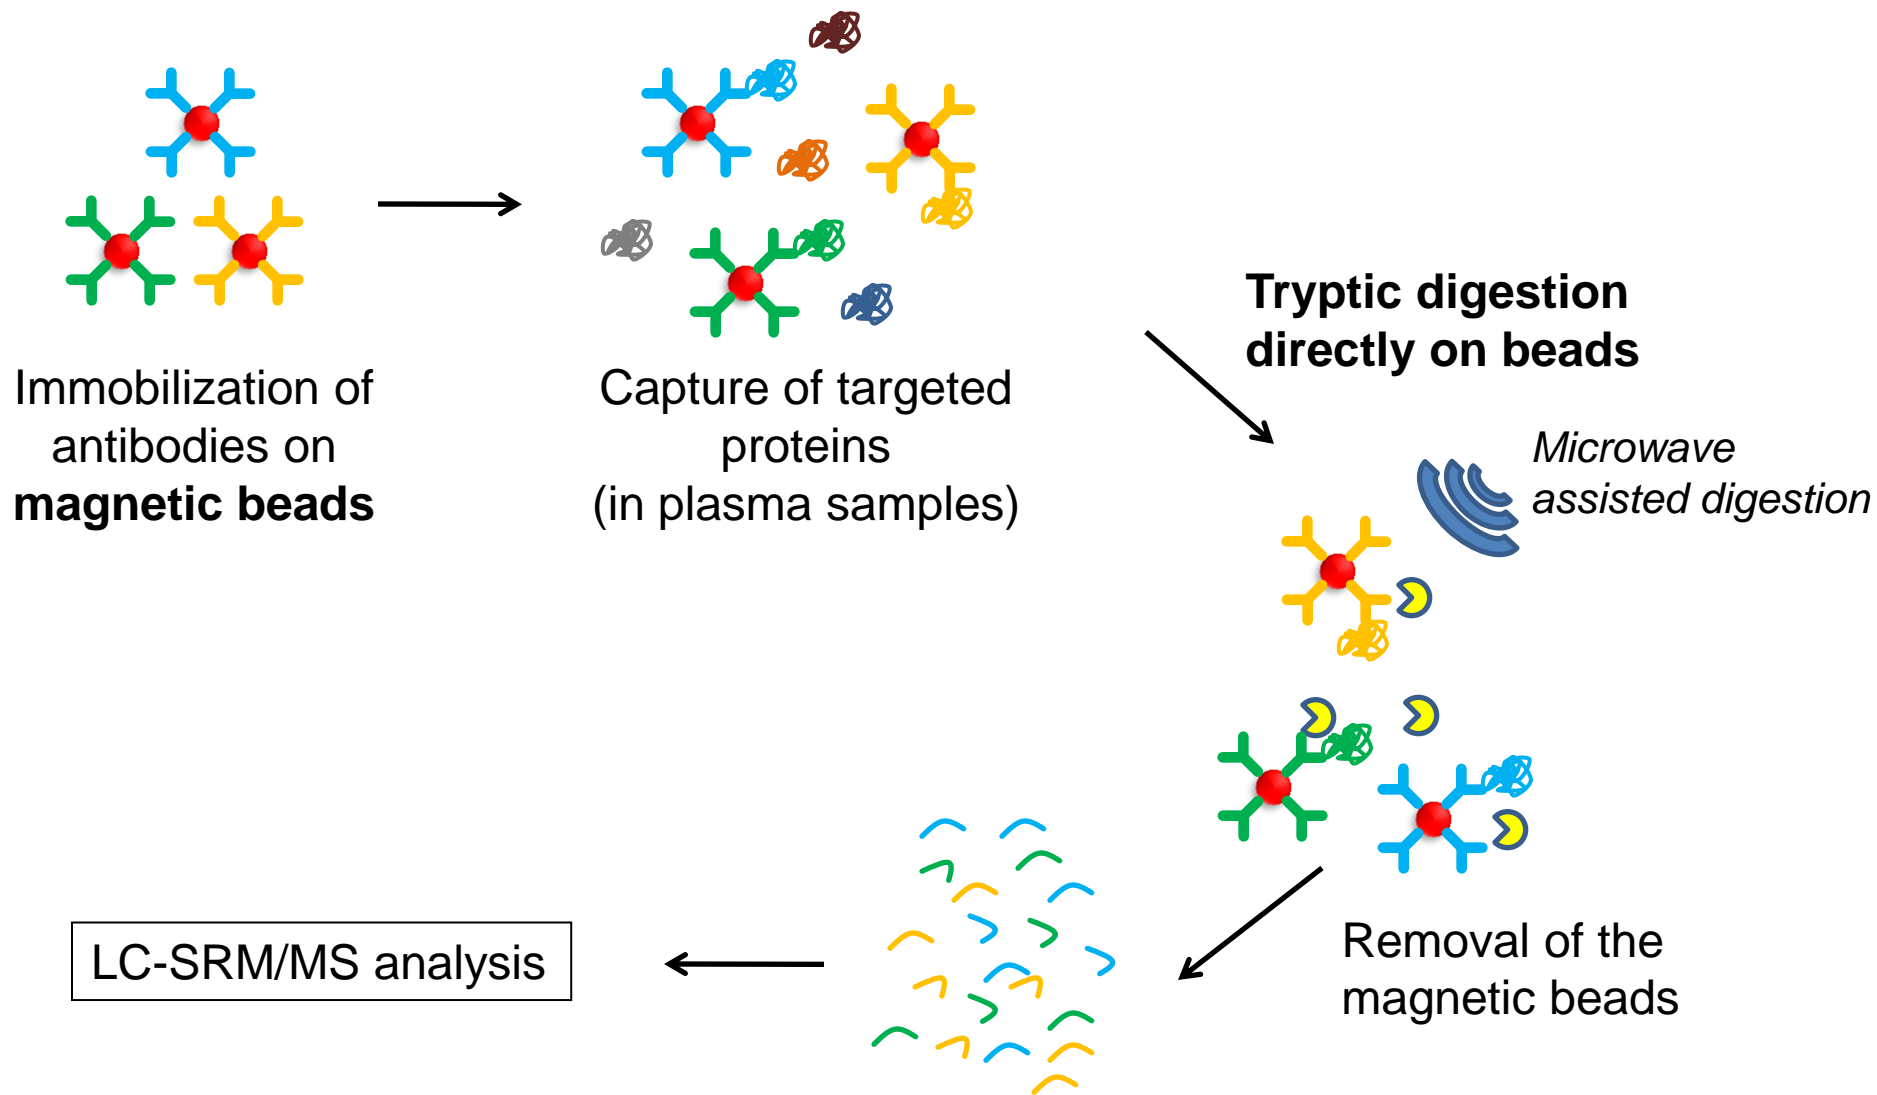 Immobilization of
antibodies on
magnetic beads
Capture of targeted
proteins
(in plasma samples)
Tryptic digestion
directly on beads
Microwave
assisted digestion
Removal of the
magnetic beads
LC-SRM/MS analysis